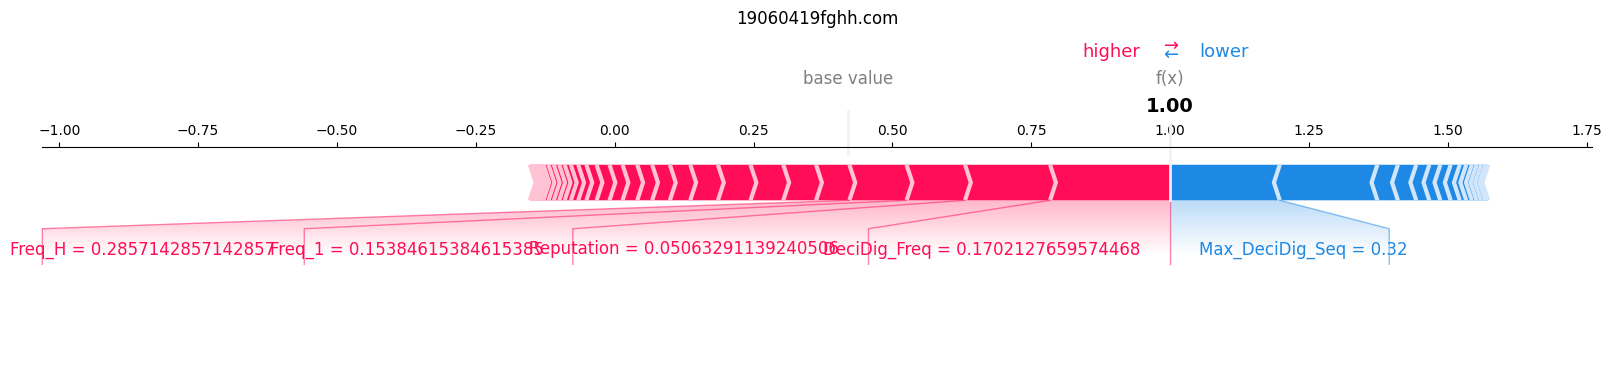 19060419fghh.com
higher ⇄ lower
base value f(x)
1.00
−1.00 −0.75 −0.50 −0.25 0.00 0.25 0.50 0.75 1.00 1.25 1.50 1.75
Freq_H = 0.2857142857142857 Freq_1 = 0.15384615384615385 Reputation = 0.05063291139240506 DeciDig_Freq = 0.1702127659574468 Max_DeciDig_Seq = 0.32